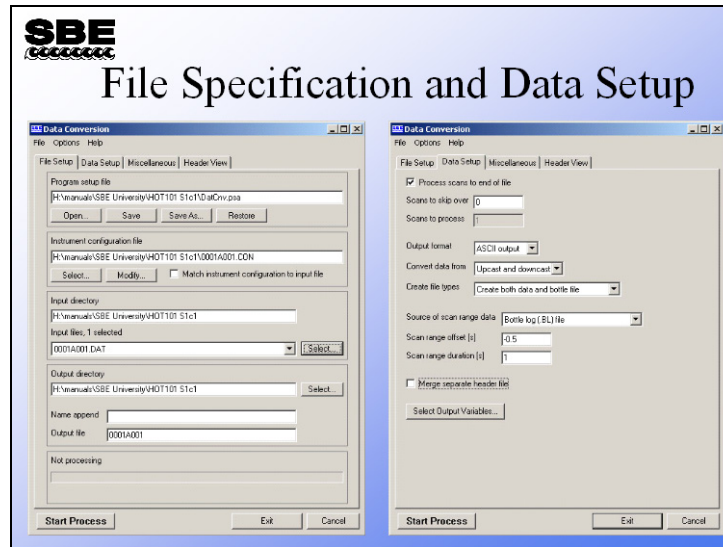 SBE
File Specification and Data Setup
Data Conversion
File Options Help
File Setup Data Setup Miscellaneous Header View
Program setup file
H:\manuals\SBE University\HOT101 S1c1\DatCnv.psa
Open... Save Save As... Restore
Instrument configuration file
H:\manuals\SBE University\HOT101 S1c1\0001A001.CON
Select... Modify... Match instrument configuration to input file
Input directory
H:\manuals\SBE University\HOT101 S1c1
Input files, 1 selected
0001A001.DAT Select...
Output directory
H:\manuals\SBE University\HOT101 S1c1 Select...
Name append
Output file 0001A001
Not processing
Start Process Exit Cancel
Data Conversion
File Options Help
File Setup Data Setup Miscellaneous Header View
Process scans to end of file
Scans to skip over 0
Scans to process 1
Output format ASCII output
Convert data from Upcast and downcast
Create file types Create both data and bottle file
Source of scan range data Bottle log (.BL) file
Scan range offset [s] -0.5
Scan range duration [s] 1
Merge separate header file
Select Output Variables...
Start Process Exit Cancel